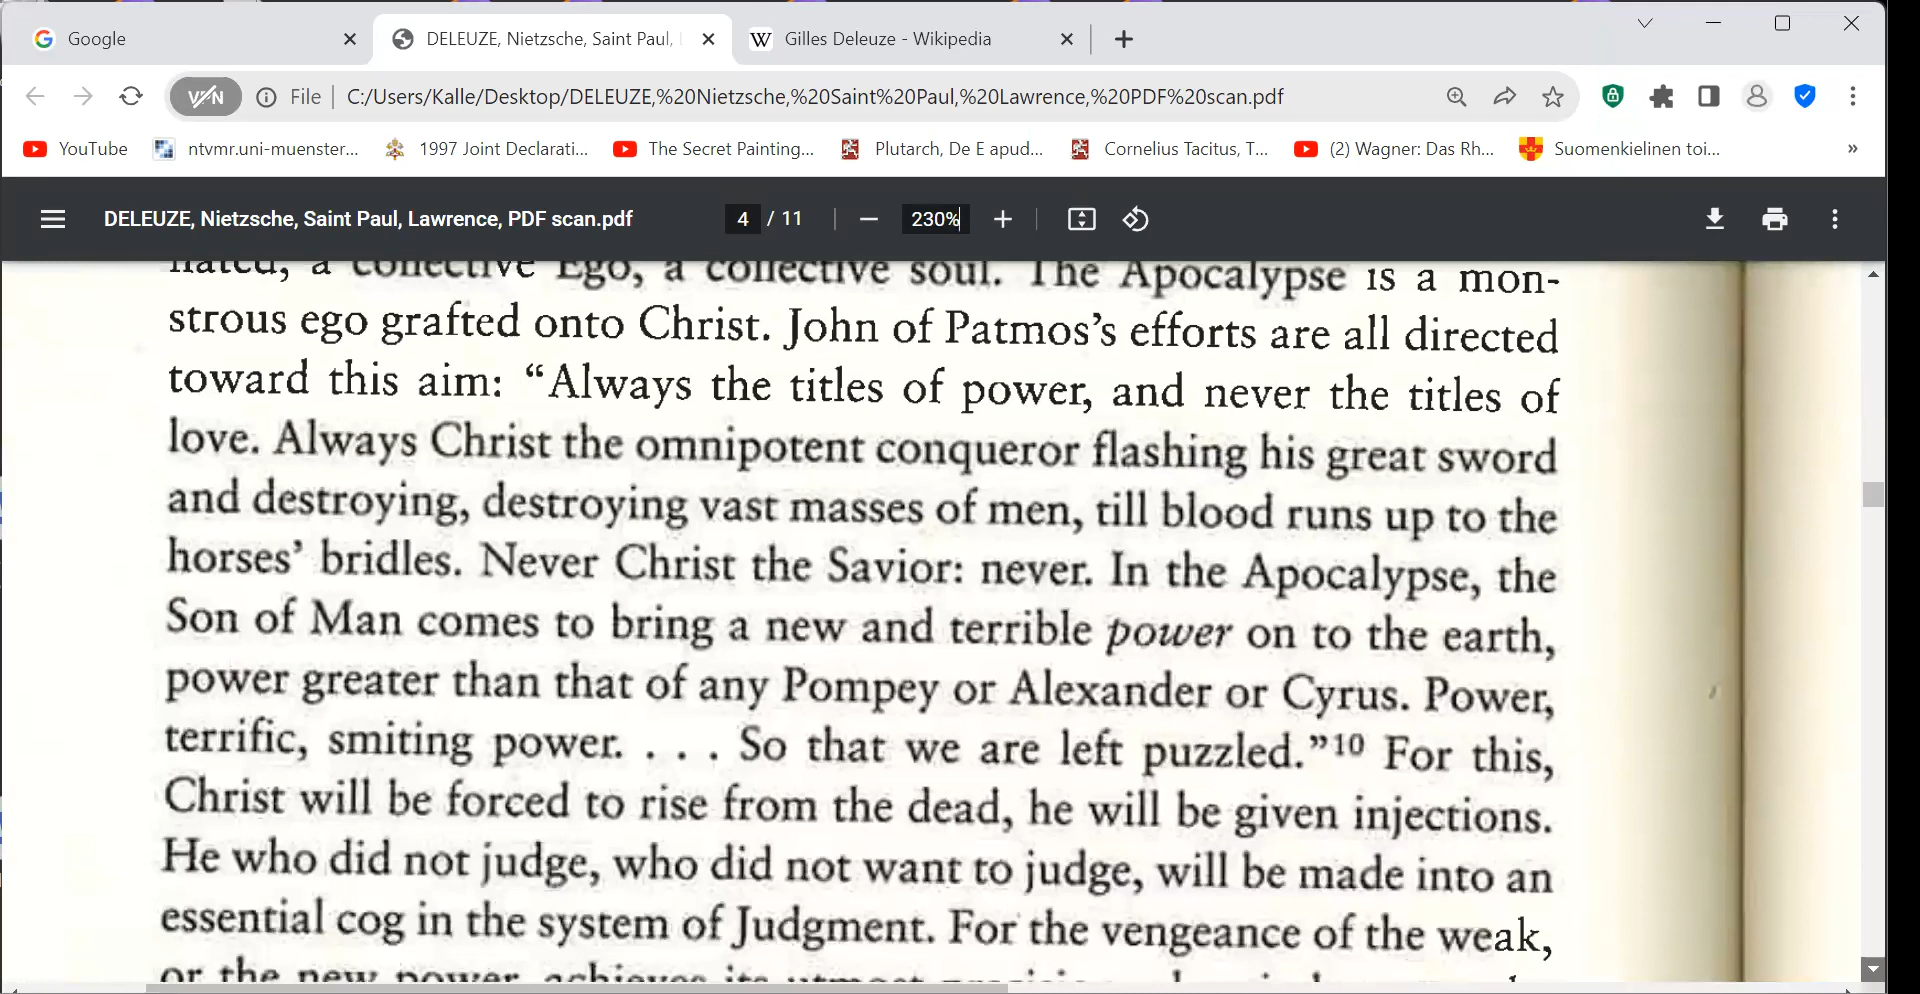 Google
DELEUZE, Nietzsche, Saint Paul,
W Gilles Deleuze - Wikipedia
VPN
File
C:/Users/Kalle/Desktop/DELEUZE,%20Nietzsche,%20Saint%20Paul,%20Lawrence,%20PDF%20scan.pdf
YouTube
ntvmr.uni-muenster...
1997 Joint Declarati...
The Secret Painting...
Plutarch, De E apud...
Cornelius Tacitus, T...
(2) Wagner: Das Rh...
Suomenkielinen toi...
»
DELEUZE, Nietzsche, Saint Paul, Lawrence, PDF scan.pdf
4 / 11
230%
nated, a collective Ego, a collective soul. The Apocalypse is a mon-
strous ego grafted onto Christ. John of Patmos’s efforts are all directed
toward this aim: “Always the titles of power, and never the titles of
love. Always Christ the omnipotent conqueror flashing his great sword
and destroying, destroying vast masses of men, till blood runs up to the
horses’ bridles. Never Christ the Savior: never. In the Apocalypse, the
Son of Man comes to bring a new and terrible power on to the earth,
power greater than that of any Pompey or Alexander or Cyrus. Power,
terrific, smiting power. . . . So that we are left puzzled.”10 For this,
Christ will be forced to rise from the dead, he will be given injections.
He who did not judge, who did not want to judge, will be made into an
essential cog in the system of Judgment. For the vengeance of the weak,
or the new power, achieves its utmost